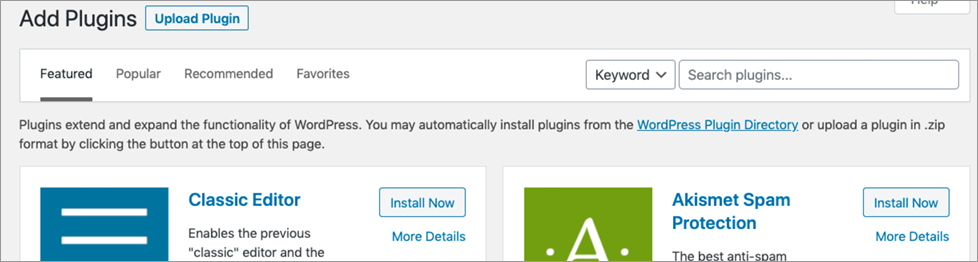 Help
Add Plugins Upload Plugin
Featured Popular Recommended Favorites Keyword Search plugins...
Plugins extend and expand the functionality of WordPress. You may automatically install plugins from the WordPress Plugin Directory or upload a plugin in .zip
format by clicking the button at the top of this page.
Classic Editor
Install Now
More Details
Enables the previous
"classic" editor and the
A
Akismet Spam
Protection
Install Now
More Details
The best anti-spam